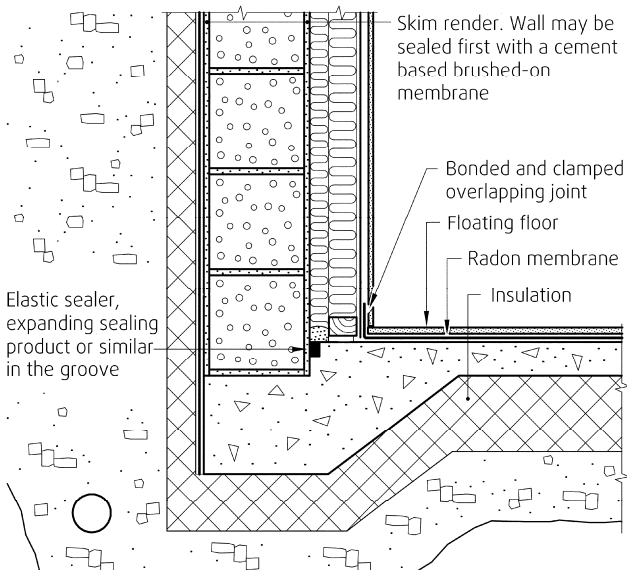 Skim render. Wall may be
sealed first with a cement
based brushed-on
membrane
Bonded and clamped
overlapping joint
Floating floor
Radon membrane
Insulation
Elastic sealer,
expanding sealing
product or similar
in the groove